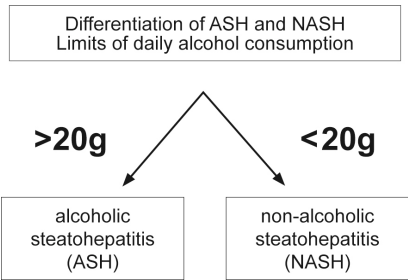 Differentiation of ASH and NASH
Limits of daily alcohol consumption
>20g
<20g
alcoholic
steatohepatitis
(ASH)
non-alcoholic
steatohepatitis
(NASH)